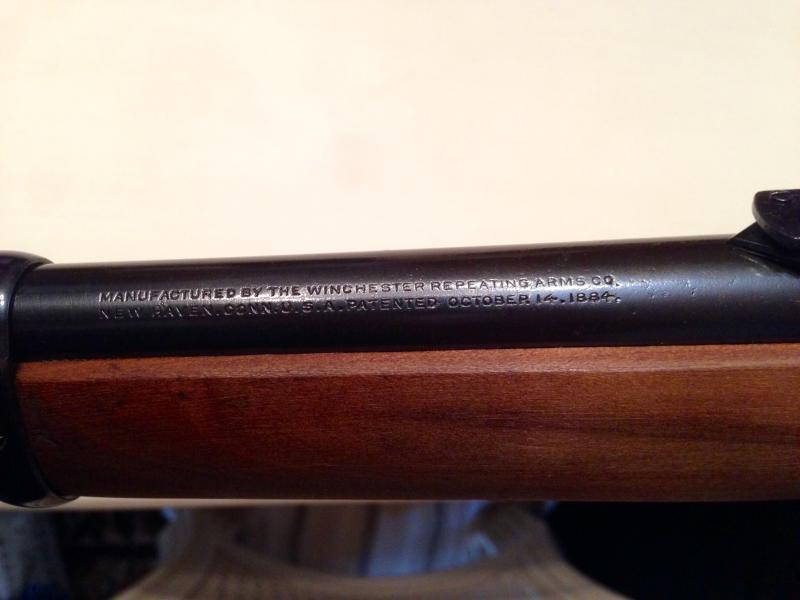 MANUFACTURED BY THE WINCHESTER REPEATING ARMS CO.
NEW HAVEN. CONN. U.S.A. PATENTED OCTOBER 14. 1884.